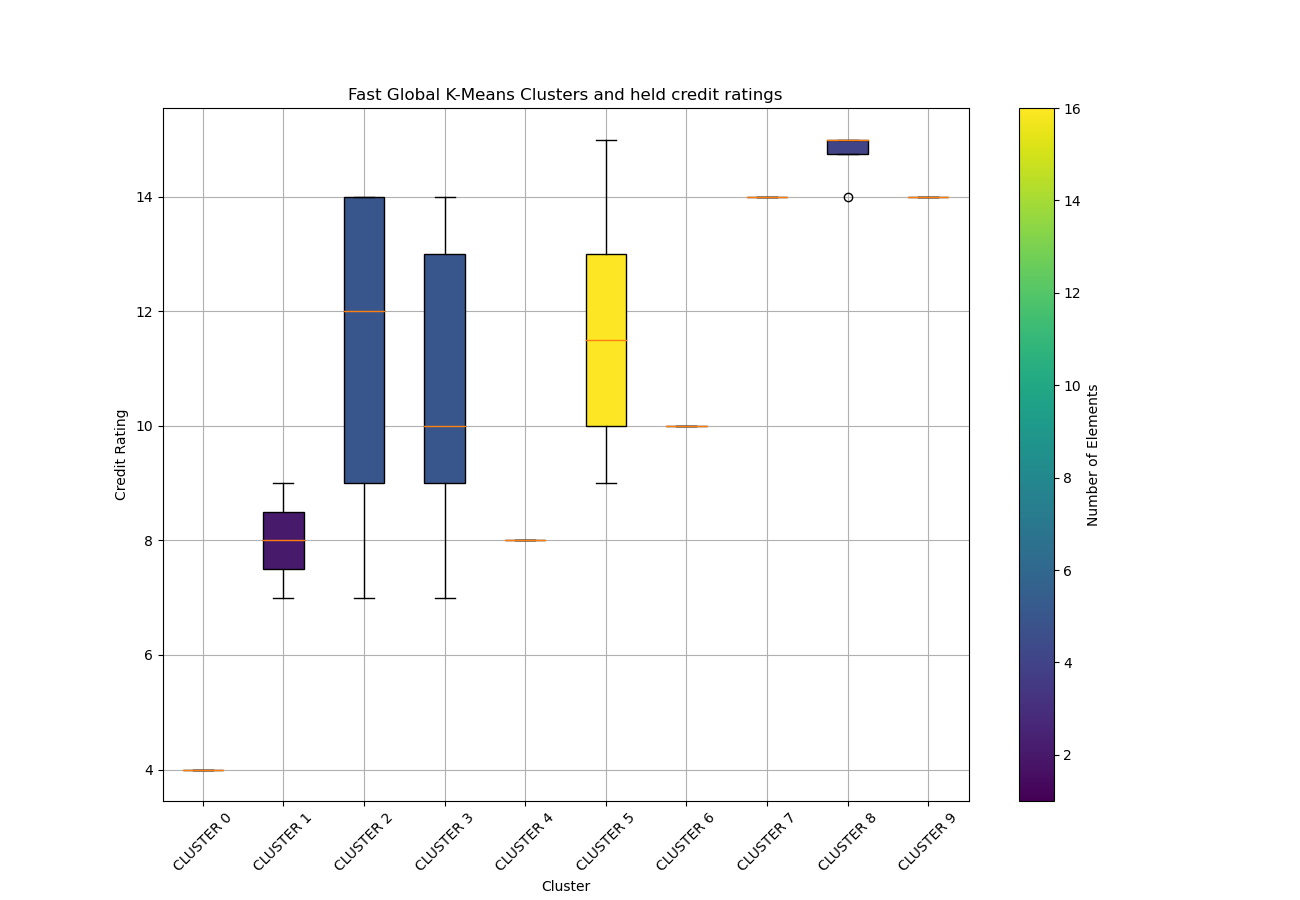 Fast Global K-Means Clusters and held credit ratings
Credit Rating
14
12
10
8
6
4
CLUSTER 0
CLUSTER 1
CLUSTER 2
CLUSTER 3
CLUSTER 4
CLUSTER 5
CLUSTER 6
CLUSTER 7
CLUSTER 8
CLUSTER 9
Cluster
16
14
12
10
8
6
4
2
Number of Elements